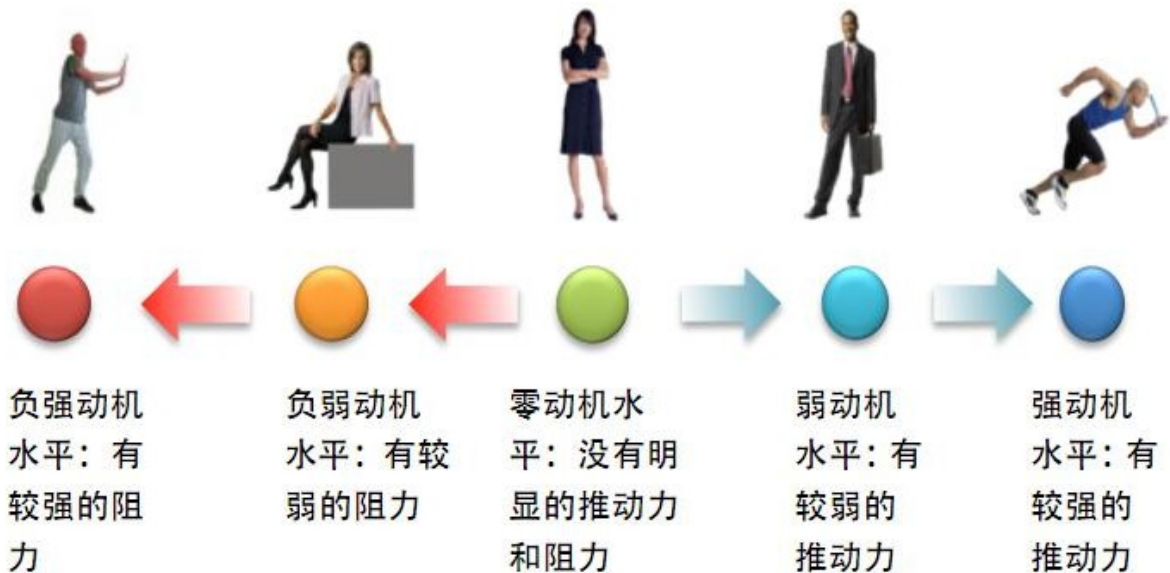 负强动机
水平：有
较强的阻
力
负弱动机
水平：有较
弱的阻力
零动机水
平：没有明
显的推动力
和阻力
弱动机
水平：有
较弱的
推动力
强动机
水平：有
较强的
推动力